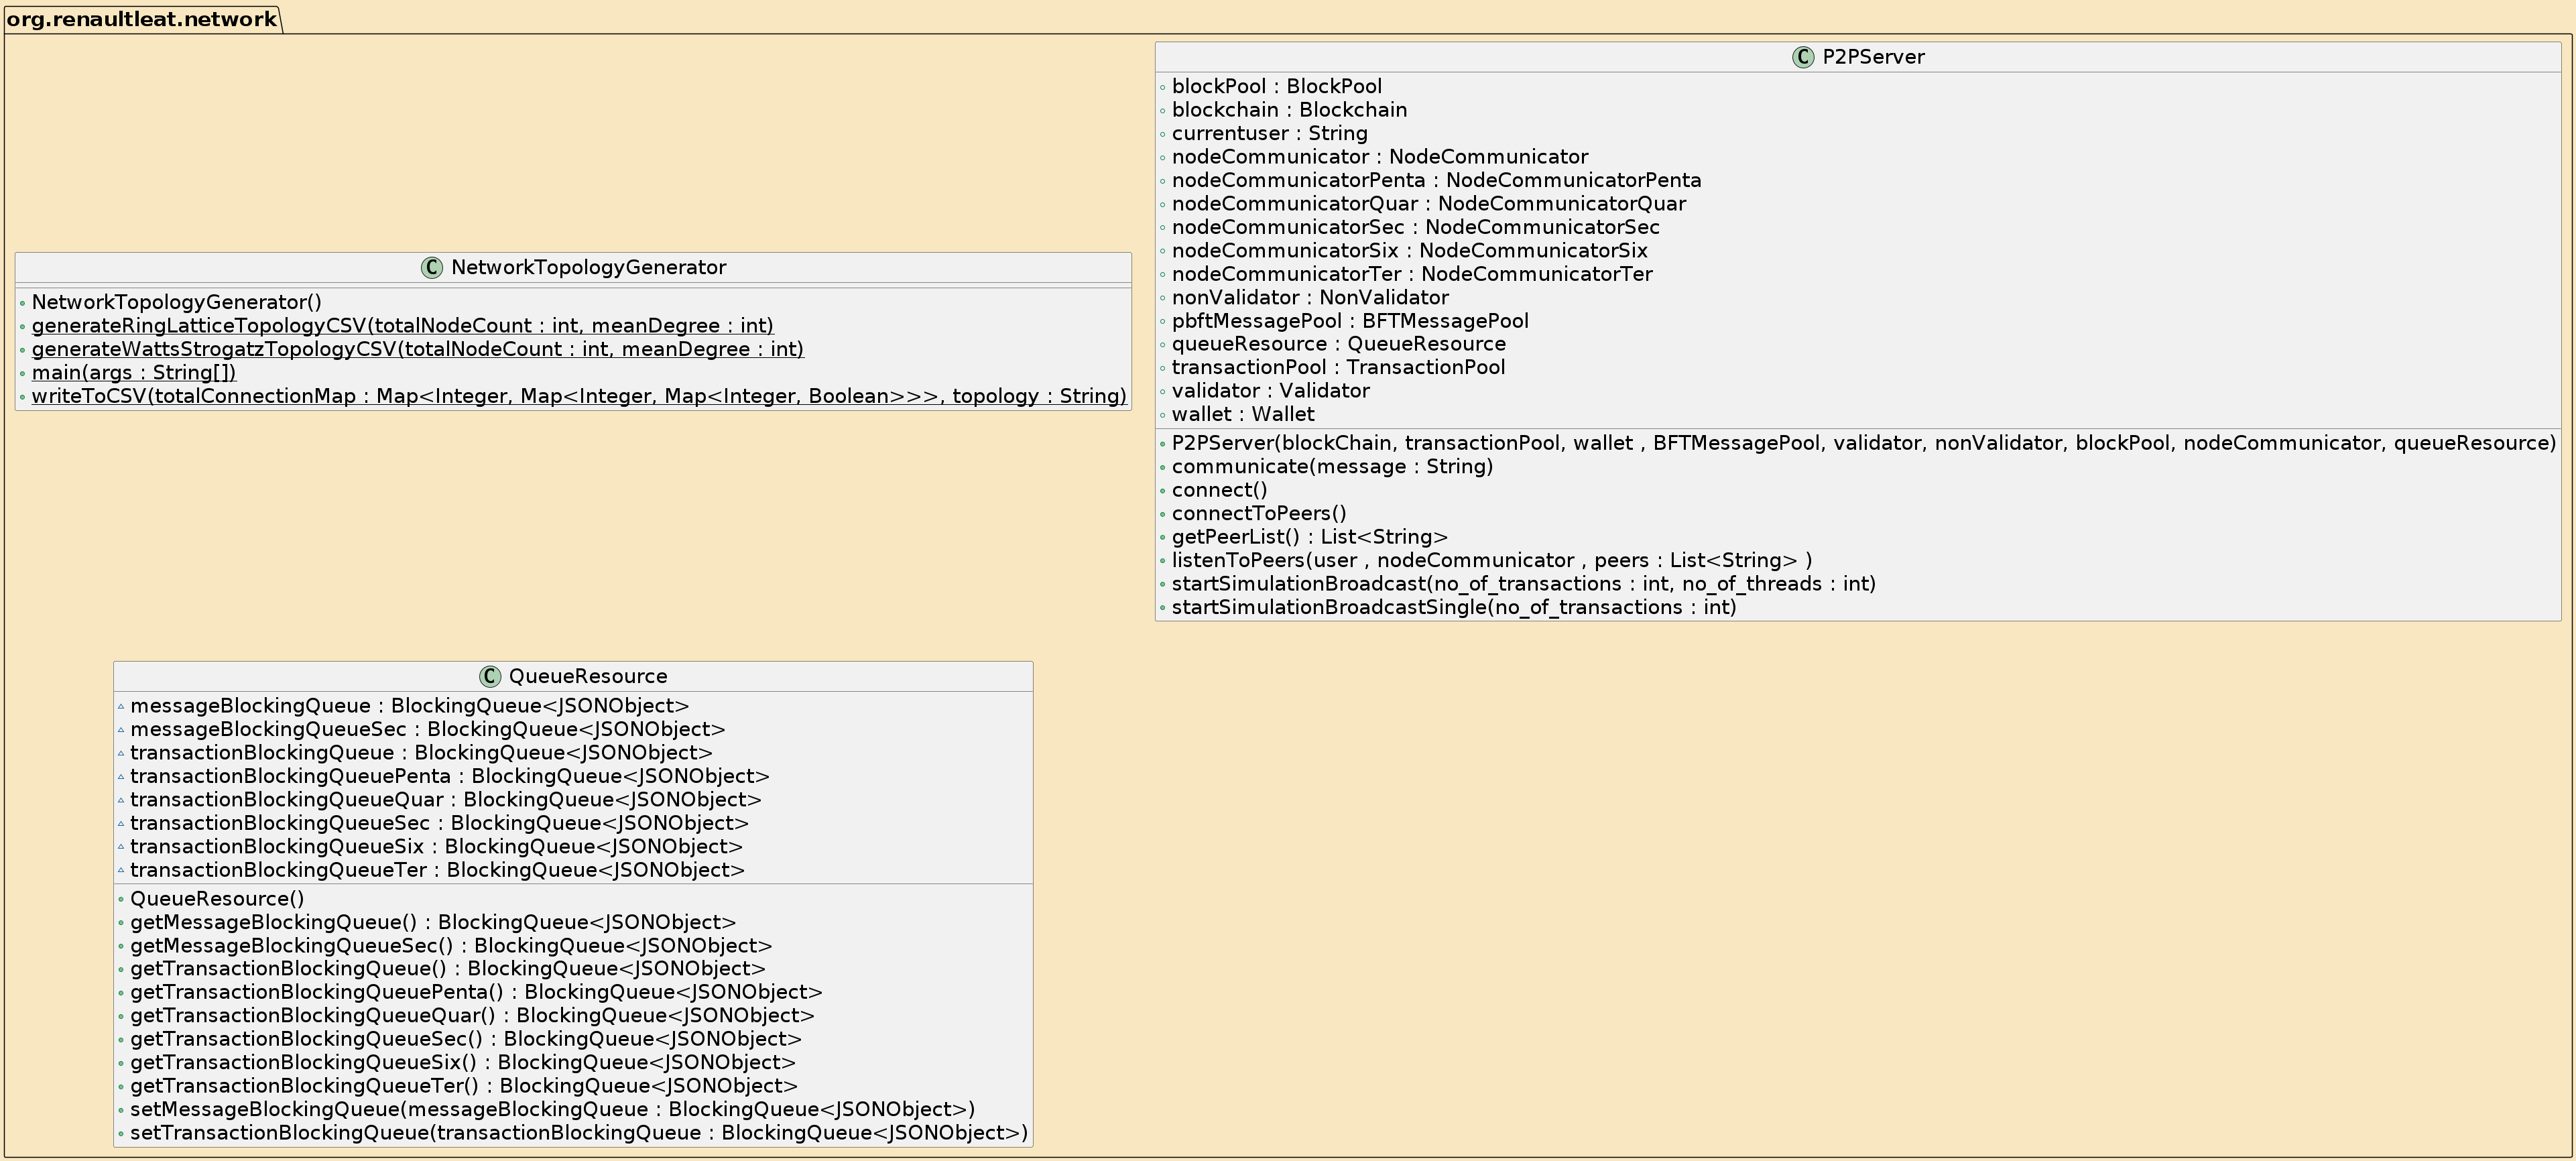 org.renaultleat.network
C NetworkTopologyGenerator
NetworkTopologyGenerator()
generateRingLatticeTopologyCSV(totalNodeCount : int, meanDegree : int)
generateWattsStrogatzTopologyCSV(totalNodeCount : int, meanDegree : int)
main(args : String[])
writeToCSV(totalConnectionMap : Map<Integer, Map<Integer, Map<Integer, Boolean>>>, topology : String)
C P2PServer
blockPool : BlockPool
blockchain : Blockchain
currentuser : String
nodeCommunicator : NodeCommunicator
nodeCommunicatorPenta : NodeCommunicatorPenta
nodeCommunicatorQuar : NodeCommunicatorQuar
nodeCommunicatorSec : NodeCommunicatorSec
nodeCommunicatorSix : NodeCommunicatorSix
nodeCommunicatorTer : NodeCommunicatorTer
nonValidator : NonValidator
pbftMessagePool : BFTMessagePool
queueResource : QueueResource
transactionPool : TransactionPool
validator : Validator
wallet : Wallet
P2PServer(blockChain, transactionPool, wallet , BFTMessagePool, validator, nonValidator, blockPool, nodeCommunicator, queueResource)
communicate(message : String)
connect()
connectToPeers()
getPeerList() : List<String>
listenToPeers(user , nodeCommunicator , peers : List<String> )
startSimulationBroadcast(no_of_transactions : int, no_of_threads : int)
startSimulationBroadcastSingle(no_of_transactions : int)
C QueueResource
messageBlockingQueue : BlockingQueue<JSONObject>
messageBlockingQueueSec : BlockingQueue<JSONObject>
transactionBlockingQueue : BlockingQueue<JSONObject>
transactionBlockingQueuePenta : BlockingQueue<JSONObject>
transactionBlockingQueueQuar : BlockingQueue<JSONObject>
transactionBlockingQueueSec : BlockingQueue<JSONObject>
transactionBlockingQueueSix : BlockingQueue<JSONObject>
transactionBlockingQueueTer : BlockingQueue<JSONObject>
QueueResource()
getMessageBlockingQueue() : BlockingQueue<JSONObject>
getMessageBlockingQueueSec() : BlockingQueue<JSONObject>
getTransactionBlockingQueue() : BlockingQueue<JSONObject>
getTransactionBlockingQueuePenta() : BlockingQueue<JSONObject>
getTransactionBlockingQueueQuar() : BlockingQueue<JSONObject>
getTransactionBlockingQueueSec() : BlockingQueue<JSONObject>
getTransactionBlockingQueueSix() : BlockingQueue<JSONObject>
getTransactionBlockingQueueTer() : BlockingQueue<JSONObject>
setMessageBlockingQueue(messageBlockingQueue : BlockingQueue<JSONObject>)
setTransactionBlockingQueue(transactionBlockingQueue : BlockingQueue<JSONObject>)